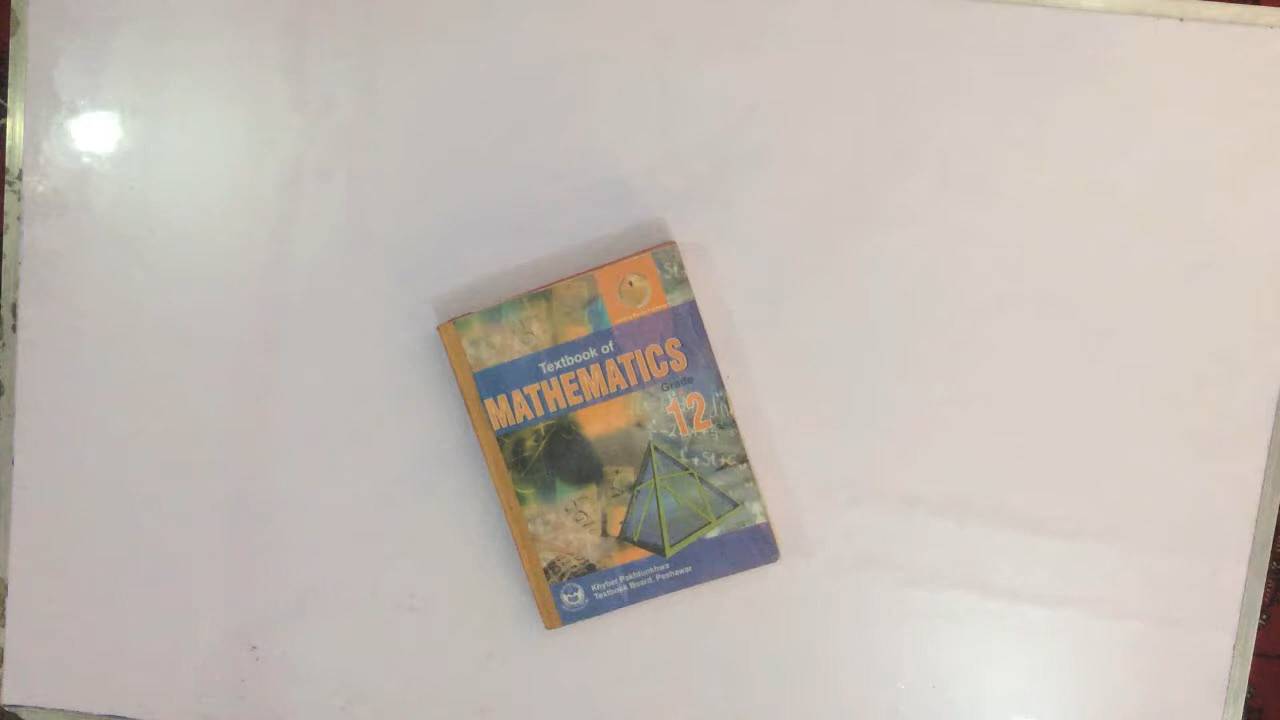 Textbook of
MATHEMATICS
Grade
12
Khyber Pakhtunkhwa
Textbook Board, Peshawar